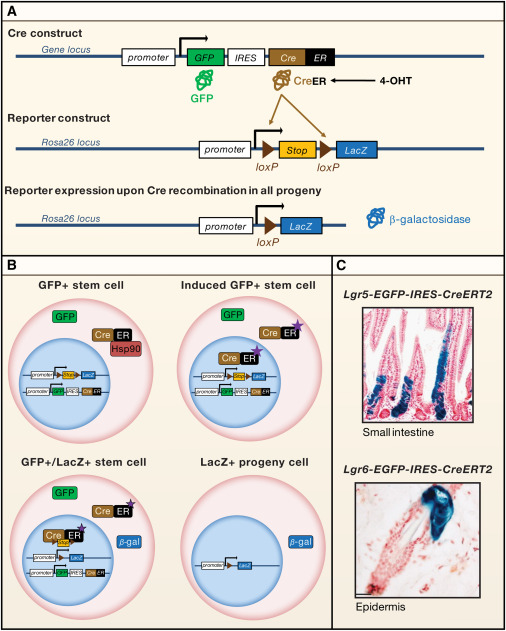 A
Cre construct
Gene locus
promoter GFP IRES Cre ER
GFP
CreER 4-OHT
Reporter construct
Rosa26 locus
promoter Stop LacZ
loxP loxP
Reporter expression upon Cre recombination in all progeny
Rosa26 locus
promoter LacZ
loxP
β-galactosidase
B
GFP+ stem cell
GFP
Cre ER
Hsp90
promoter Stop LacZ
promoter GFP IRES Cre ER
Induced GFP+ stem cell
GFP
Cre ER
Cre ER
promoter Stop LacZ
promoter GFP IRES Cre ER
GFP+/LacZ+ stem cell
GFP
Cre ER
Cre ER
Stop
β-gal
promoter LacZ
promoter GFP IRES Cre ER
LacZ+ progeny cell
β-gal
promoter LacZ
C
Lgr5-EGFP-IRES-CreERT2
Small intestine
Lgr6-EGFP-IRES-CreERT2
Epidermis